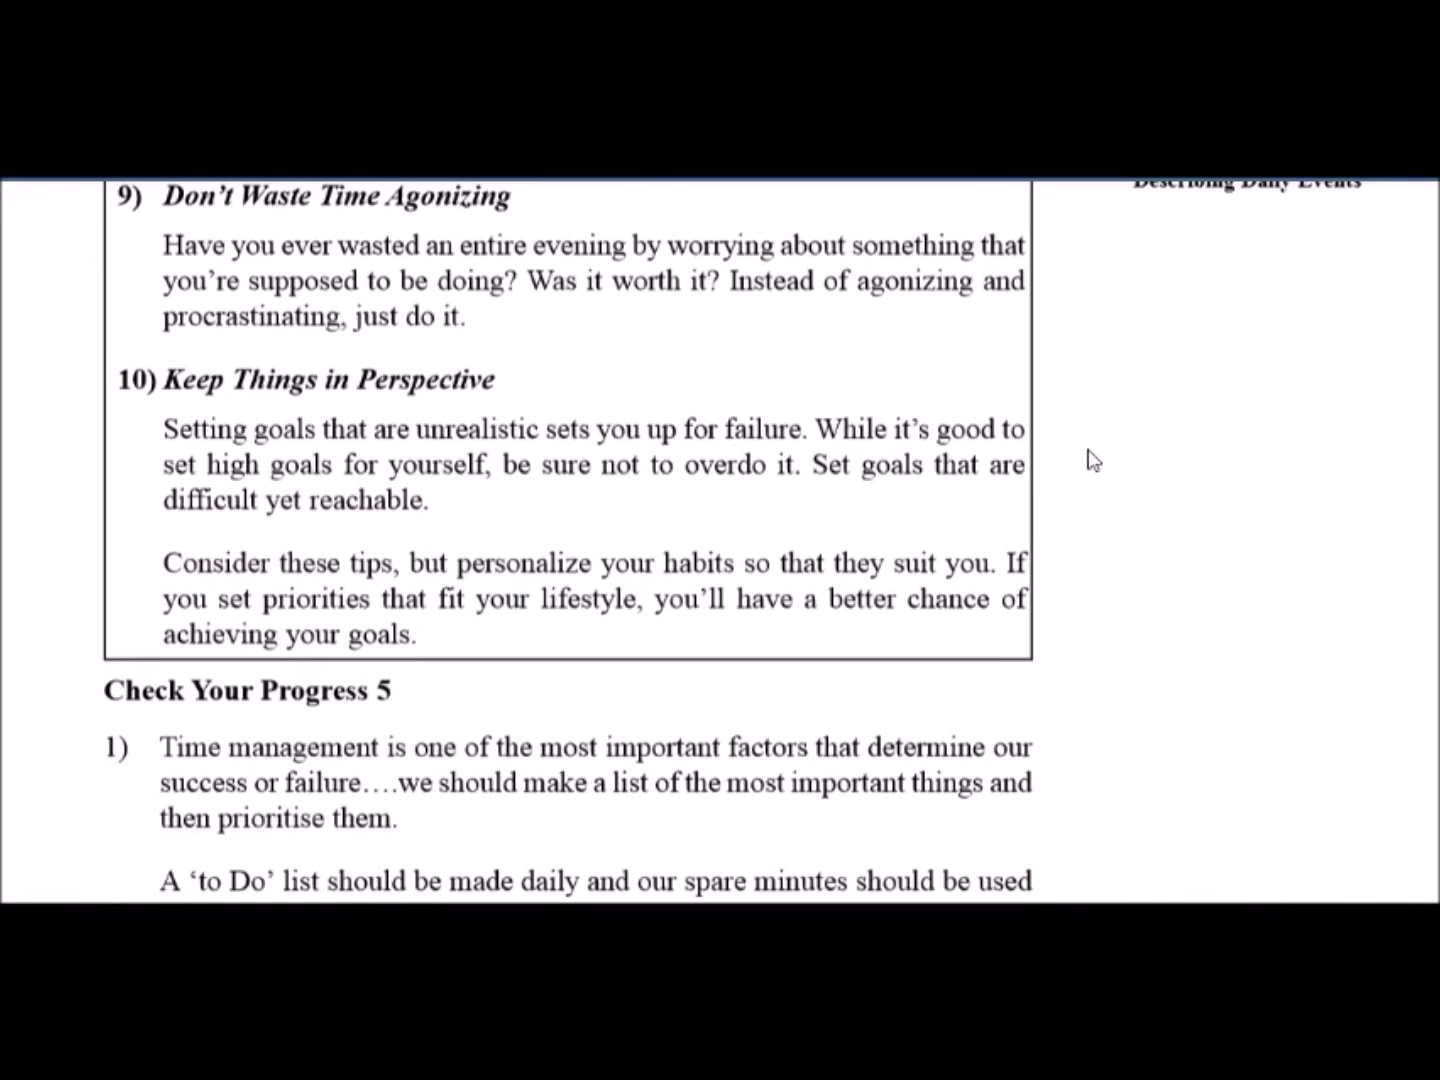 Describing Daily Events
9) Don't Waste Time Agonizing
Have you ever wasted an entire evening by worrying about something that
you're supposed to be doing? Was it worth it? Instead of agonizing and
procrastinating, just do it.
10) Keep Things in Perspective
Setting goals that are unrealistic sets you up for failure. While it's good to
set high goals for yourself, be sure not to overdo it. Set goals that are
difficult yet reachable.
Consider these tips, but personalize your habits so that they suit you. If
you set priorities that fit your lifestyle, you'll have a better chance of
achieving your goals.
Check Your Progress 5
1) Time management is one of the most important factors that determine our
success or failure....we should make a list of the most important things and
then prioritise them.
A 'to Do' list should be made daily and our spare minutes should be used